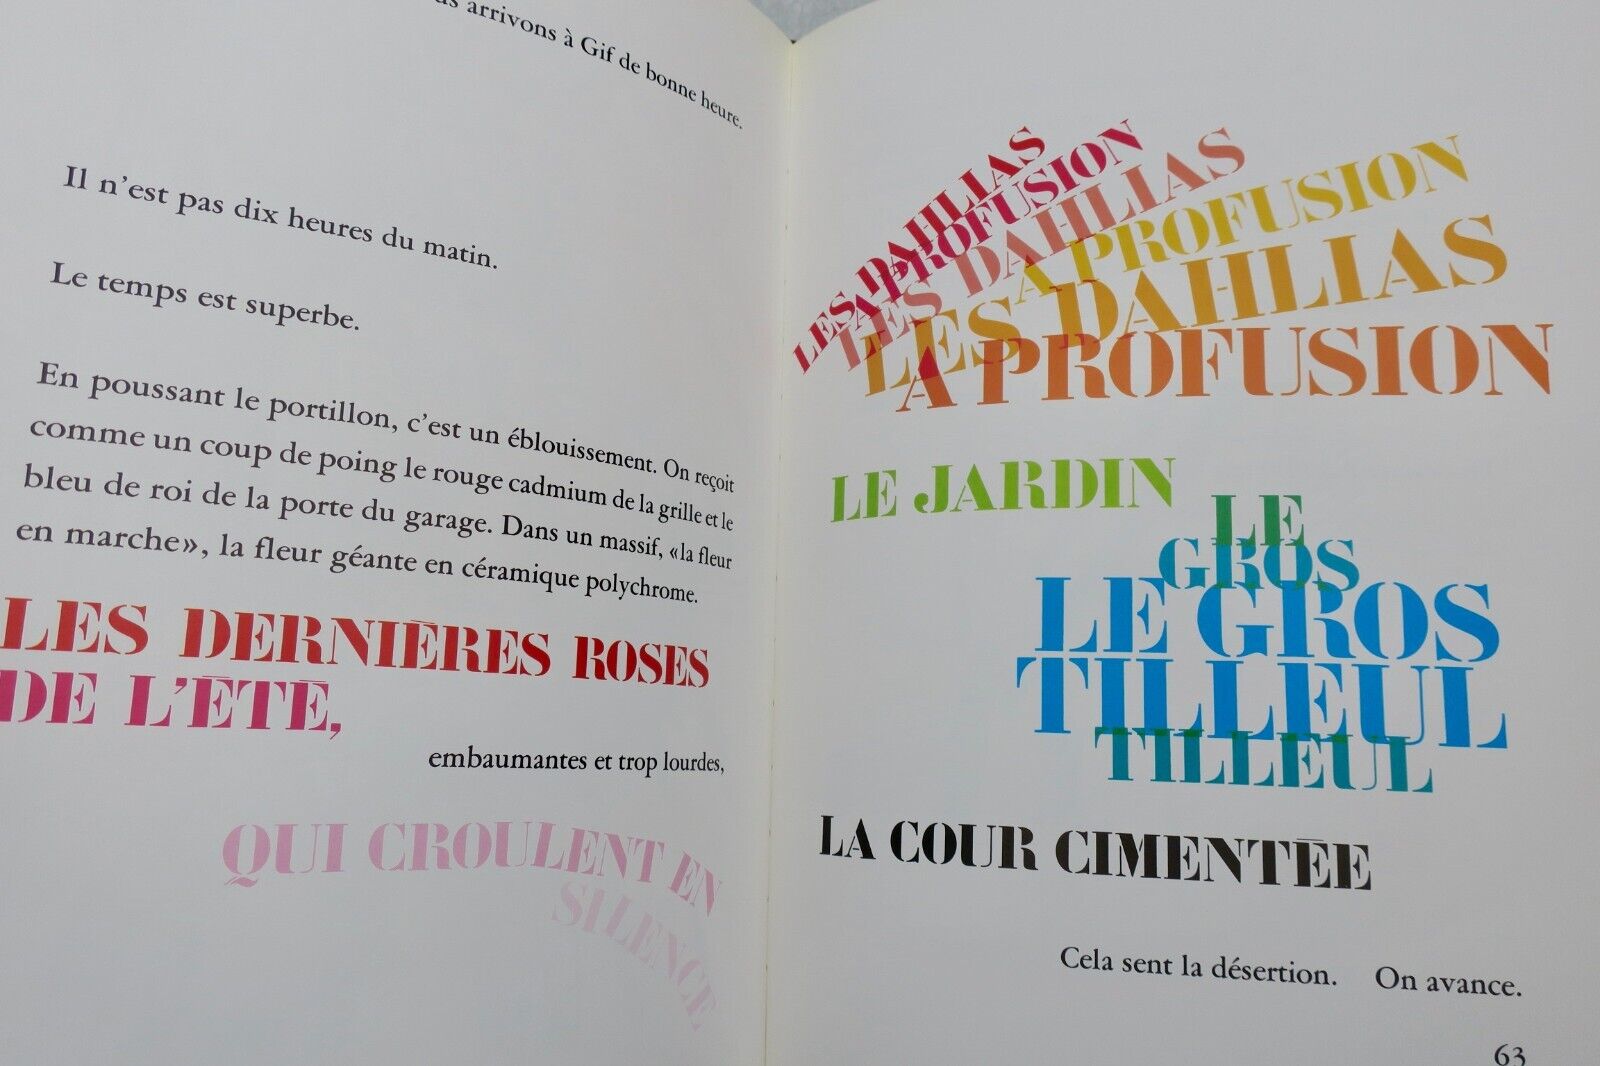 arrivons à Gif de bonne heure.
Il n'est pas dix heures du matin.
Le temps est superbe.
En poussant le portillon, c'est un éblouissement. On reçoit
comme un coup de poing le rouge cadmium de la grille et le
bleu de roi de la porte du garage. Dans un massif, «la fleur
en marche», la fleur géante en céramique polychrome.
LES DERNIÈRES ROSES
DE L'ÉTÉ,
embaumantes et trop lourdes,
QUI CROULENT EN
SILENCE
LES DAHLIAS
A PROFUSION
LES DAHLIAS
A PROFUSION
LES DAHLIAS
A PROFUSION
LE JARDIN
LE
GROS
LE GROS
TILLEUL
TILLEUL
LA COUR CIMENTÉE
Cela sent la désertion. On avance.
63